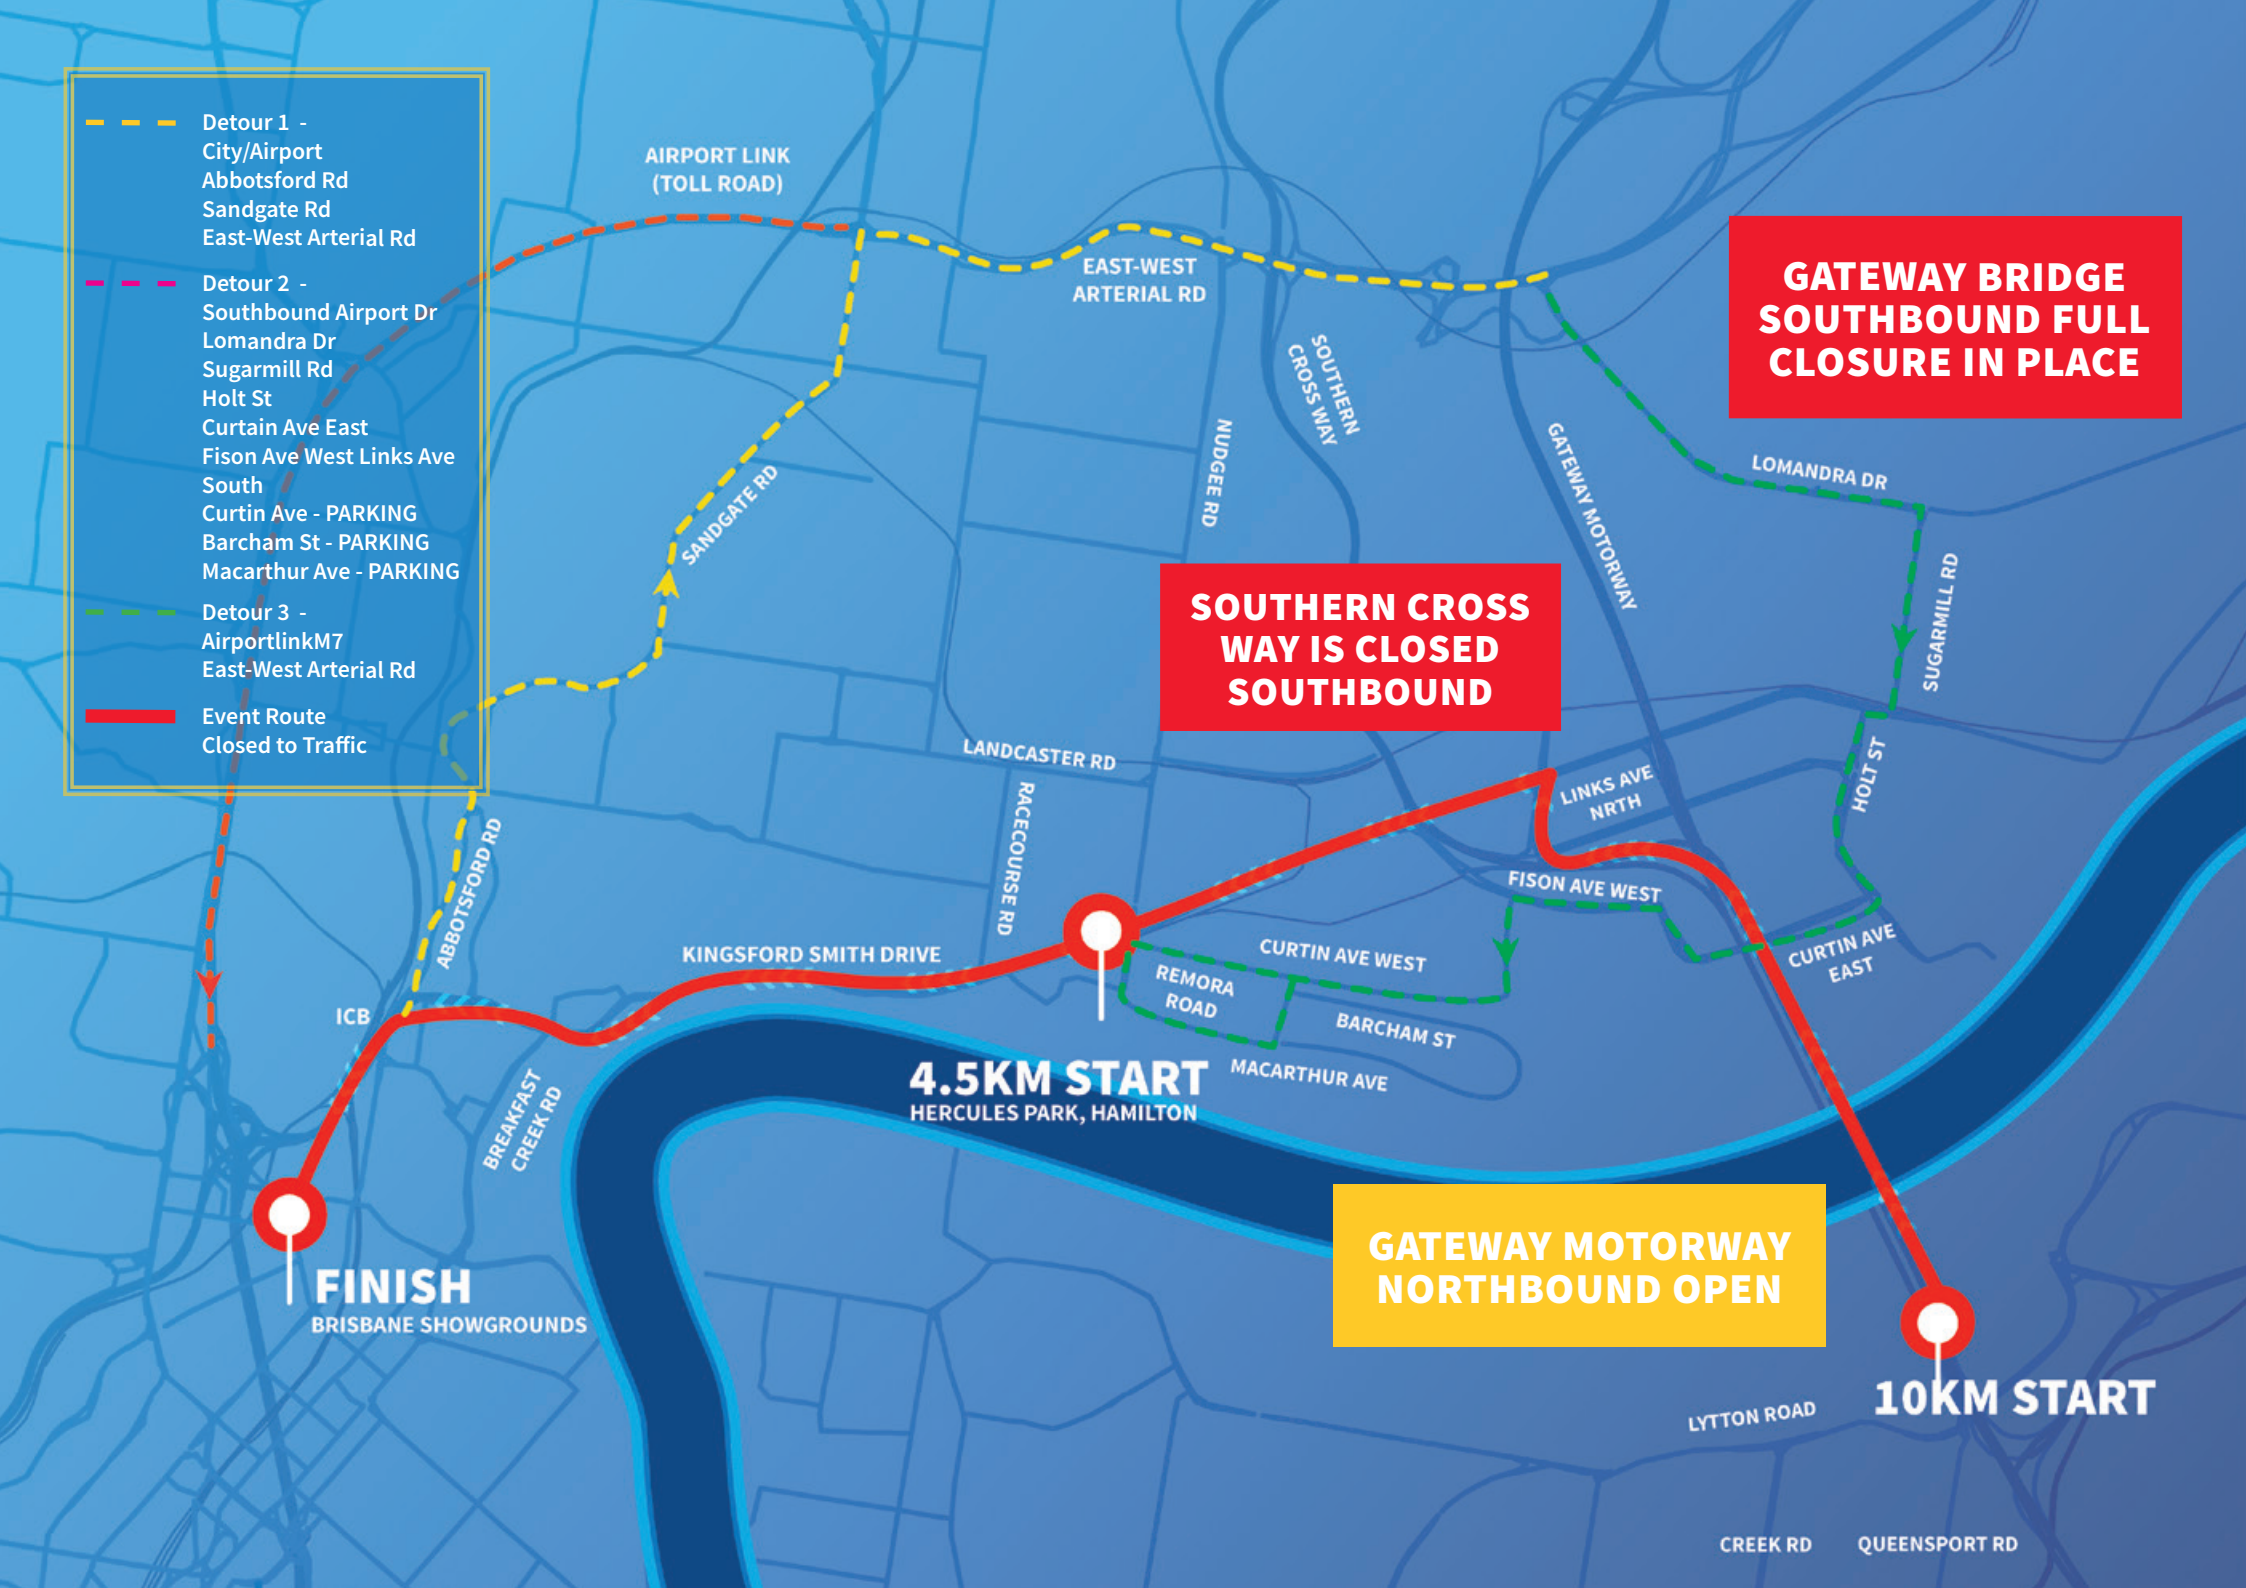 Detour 1 -
City/Airport
Abbotsford Rd
Sandgate Rd
East-West Arterial Rd
Detour 2 -
Southbound Airport Dr
Lomandra Dr
Sugarmill Rd
Holt St
Curtain Ave East
Fison Ave West Links Ave
South
Curtin Ave - PARKING
Barcham St - PARKING
Macarthur Ave - PARKING
Detour 3 -
AirportlinkM7
East-West Arterial Rd
Event Route
Closed to Traffic
AIRPORT LINK
(TOLL ROAD)
EAST-WEST
ARTERIAL RD
GATEWAY BRIDGE
SOUTHBOUND FULL
CLOSURE IN PLACE
SOUTHERN
CROSS WAY
NUDGEE RD
GATEWAY MOTORWAY
LOMANDRA DR
SANDGATE RD
SUGARMILL RD
SOUTHERN CROSS
WAY IS CLOSED
SOUTHBOUND
LANDCASTER RD
RACECOURSE RD
LINKS AVE
NRTH
HOLT ST
ABBOTSFORD RD
FISON AVE WEST
KINGSFORD SMITH DRIVE
CURTIN AVE WEST
CURTIN AVE
EAST
REMORA
ROAD
ICB
BARCHAM ST
MACARTHUR AVE
4.5KM START
HERCULES PARK, HAMILTON
BREAKFAST
CREEK RD
GATEWAY MOTORWAY
NORTHBOUND OPEN
FINISH
BRISBANE SHOWGROUNDS
10KM START
LYTTON ROAD
CREEK RD
QUEENSPORT RD